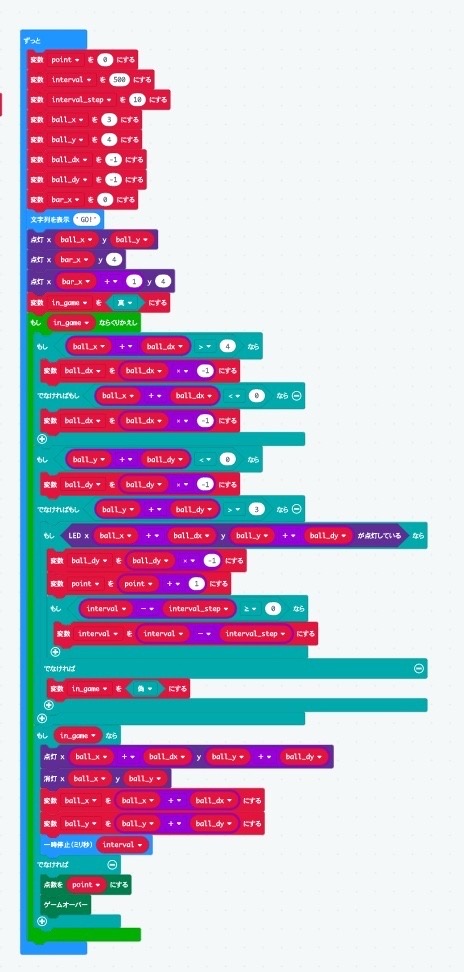 ずっと
変数 point を 0 にする
変数 interval を 500 にする
変数 interval_step を 10 にする
変数 ball_x を 3 にする
変数 ball_y を 4 にする
変数 ball_dx を -1 にする
変数 ball_dy を -1 にする
変数 bar_x を 0 にする
文字列を表示 "GO!"
点灯 x ball_x y ball_y
点灯 x bar_x y 4
点灯 x bar_x + 1 y 4
変数 in_game を 真 にする
もし in_game ならくりかえし
もし ball_x + ball_dx > 4 なら
変数 ball_dx を ball_dx × -1 にする
でなければもし ball_x + ball_dx < 0 なら
変数 ball_dx を ball_dx × -1 にする
もし ball_y + ball_dy < 0 なら
変数 ball_dy を ball_dy × -1 にする
でなければもし ball_y + ball_dy > 3 なら
もし LED x ball_x + ball_dx y ball_y + ball_dy が点灯している なら
変数 ball_dy を ball_dy × -1 にする
変数 point を point + 1 にする
もし interval - interval_step ≥ 0 なら
変数 interval を interval - interval_step にする
でなければ
変数 in_game を 偽 にする
もし in_game なら
点灯 x ball_x + ball_dx y ball_y + ball_dy
消灯 x ball_x y ball_y
変数 ball_x を ball_x + ball_dx にする
変数 ball_y を ball_y + ball_dy にする
一時停止(ミリ秒) interval
でなければ
点数を point にする
ゲームオーバー